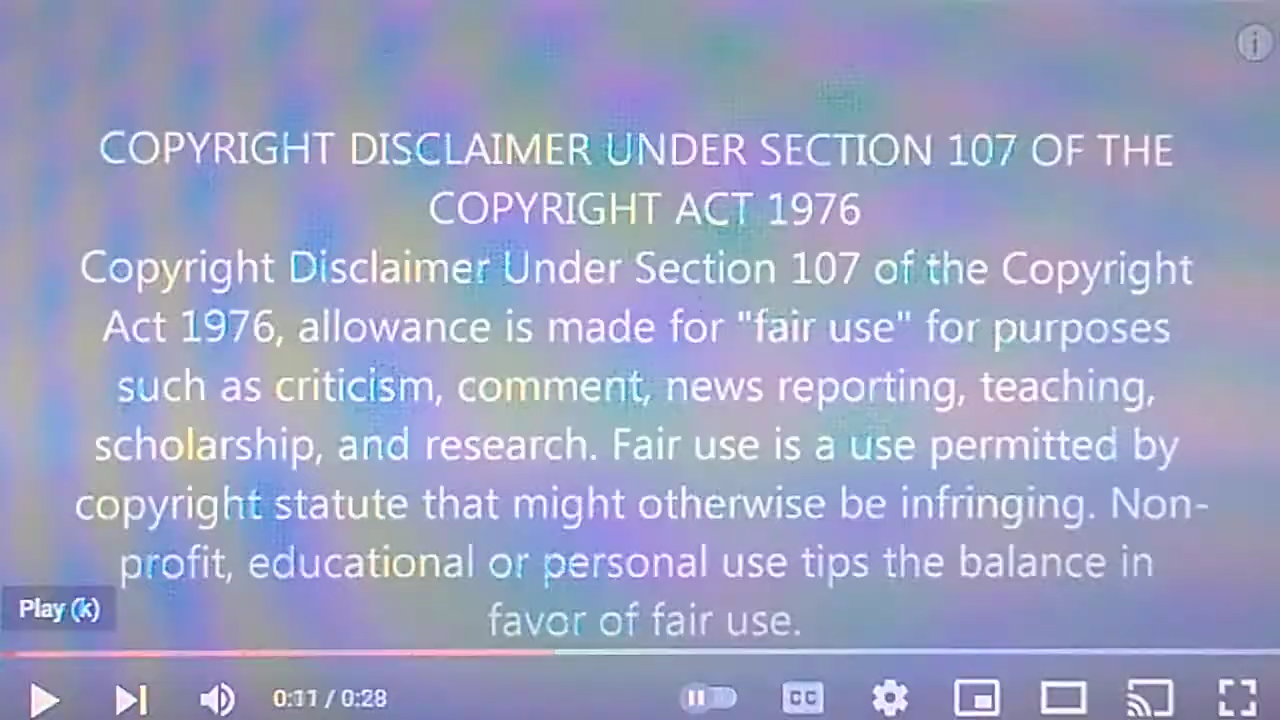 COPYRIGHT DISCLAIMER UNDER SECTION 107 OF THE
COPYRIGHT ACT 1976
Copyright Disclaimer Under Section 107 of the Copyright
Act 1976, allowance is made for "fair use" for purposes
such as criticism, comment, news reporting, teaching,
scholarship, and research. Fair use is a use permitted by
copyright statute that might otherwise be infringing. Non-
profit, educational or personal use tips the balance in
favor of fair use.
Play (k)
0:11 / 0:28
CC